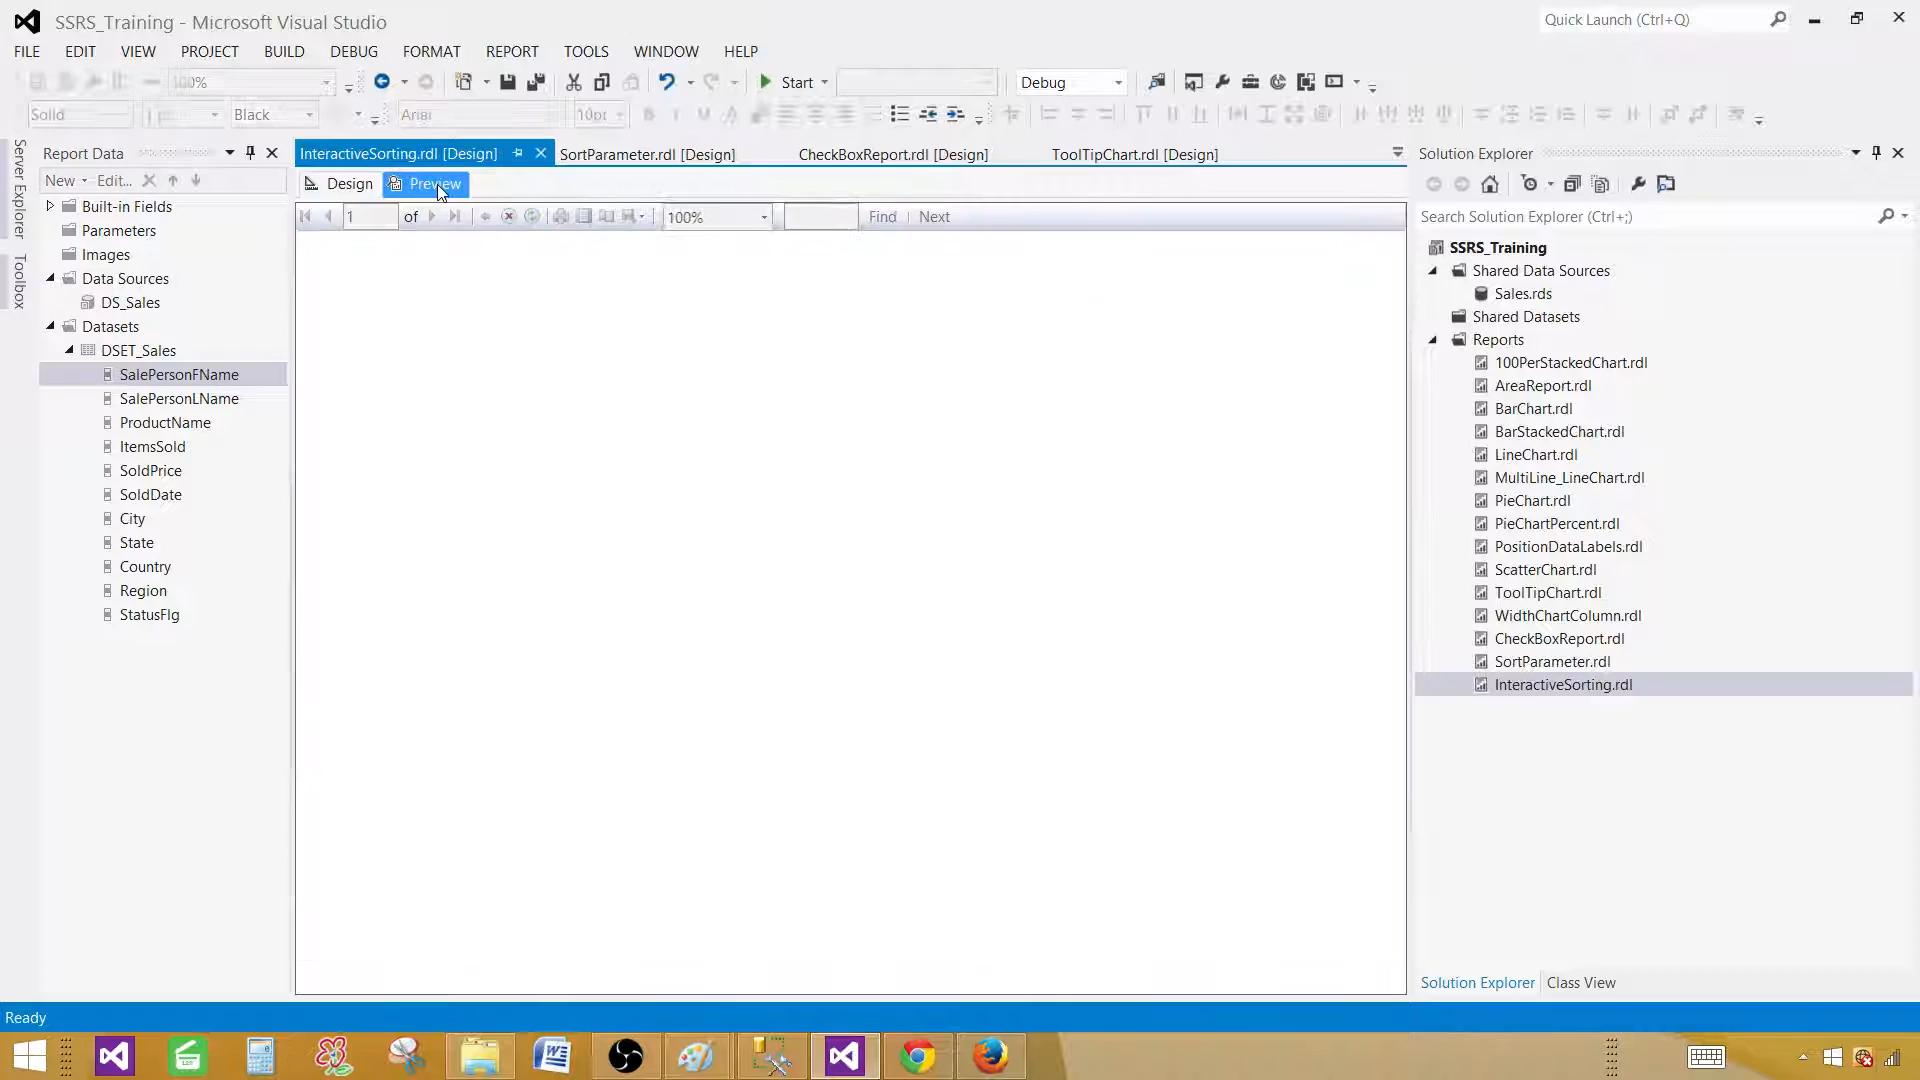 SSRS_Training - Microsoft Visual Studio
Quick Launch (Ctrl+Q)
FILE EDIT VIEW PROJECT BUILD DEBUG FORMAT REPORT TOOLS WINDOW HELP
100% Start Debug
Solid Black Arial 10pt
Server Explorer
Toolbox
Report Data
New Edit...
Built-in Fields
Parameters
Images
Data Sources
DS_Sales
Datasets
DSET_Sales
SalePersonFName
SalePersonLName
ProductName
ItemsSold
SoldPrice
SoldDate
City
State
Country
Region
StatusFlg
InteractiveSorting.rdl [Design] SortParameter.rdl [Design] CheckBoxReport.rdl [Design] ToolTipChart.rdl [Design]
Design Preview
1 of 100% Find | Next
Solution Explorer
Search Solution Explorer (Ctrl+;)
SSRS_Training
Shared Data Sources
Sales.rds
Shared Datasets
Reports
100PerStackedChart.rdl
AreaReport.rdl
BarChart.rdl
BarStackedChart.rdl
LineChart.rdl
MultiLine_LineChart.rdl
PieChart.rdl
PieChartPercent.rdl
PositionDataLabels.rdl
ScatterChart.rdl
ToolTipChart.rdl
WidthChartColumn.rdl
CheckBoxReport.rdl
SortParameter.rdl
InteractiveSorting.rdl
Solution Explorer Class View
Ready